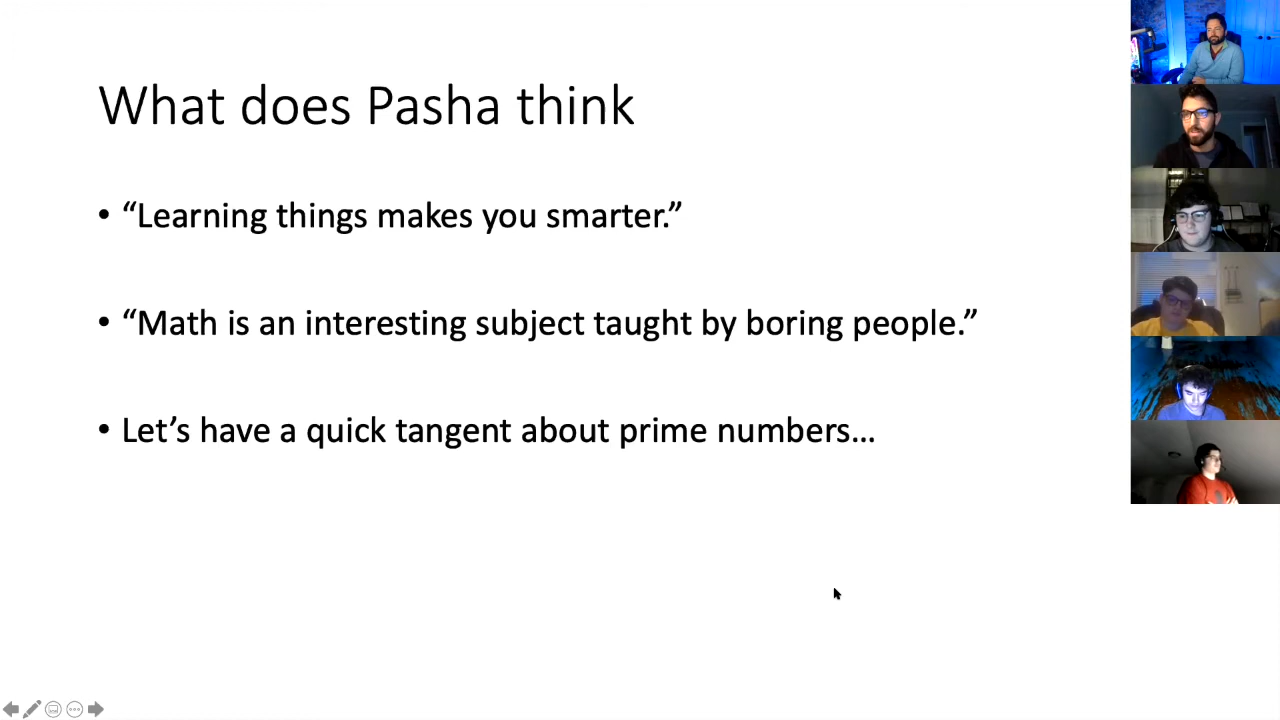 What does Pasha think
• “Learning things makes you smarter.”
• “Math is an interesting subject taught by boring people.”
• Let’s have a quick tangent about prime numbers…